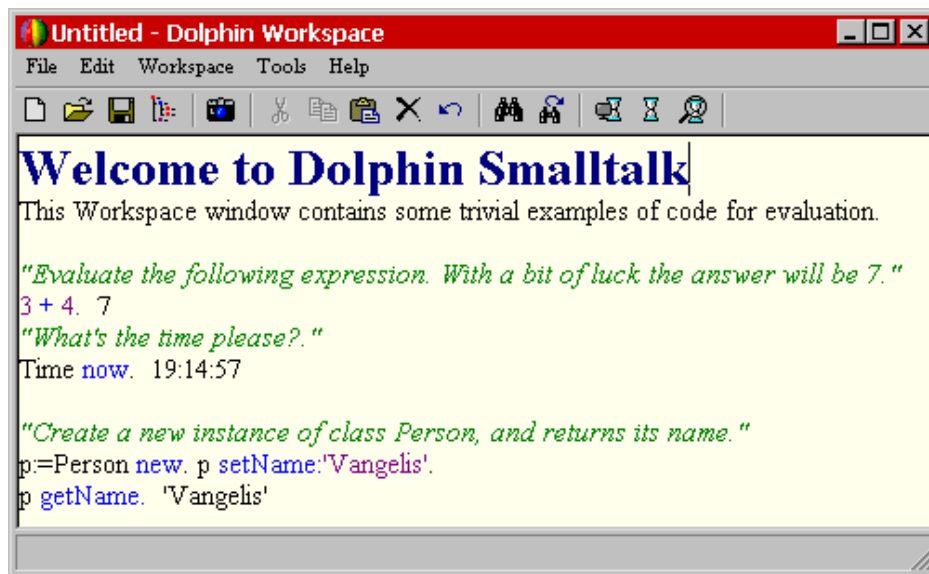 Untitled - Dolphin Workspace
File Edit Workspace Tools Help
Welcome to Dolphin Smalltalk
This Workspace window contains some trivial examples of code for evaluation.
"Evaluate the following expression. With a bit of luck the answer will be 7."
3 + 4. 7
"What's the time please?."
Time now. 19:14:57
"Create a new instance of class Person, and returns its name."
p:=Person new. p setName:'Vangelis'.
p getName. 'Vangelis'